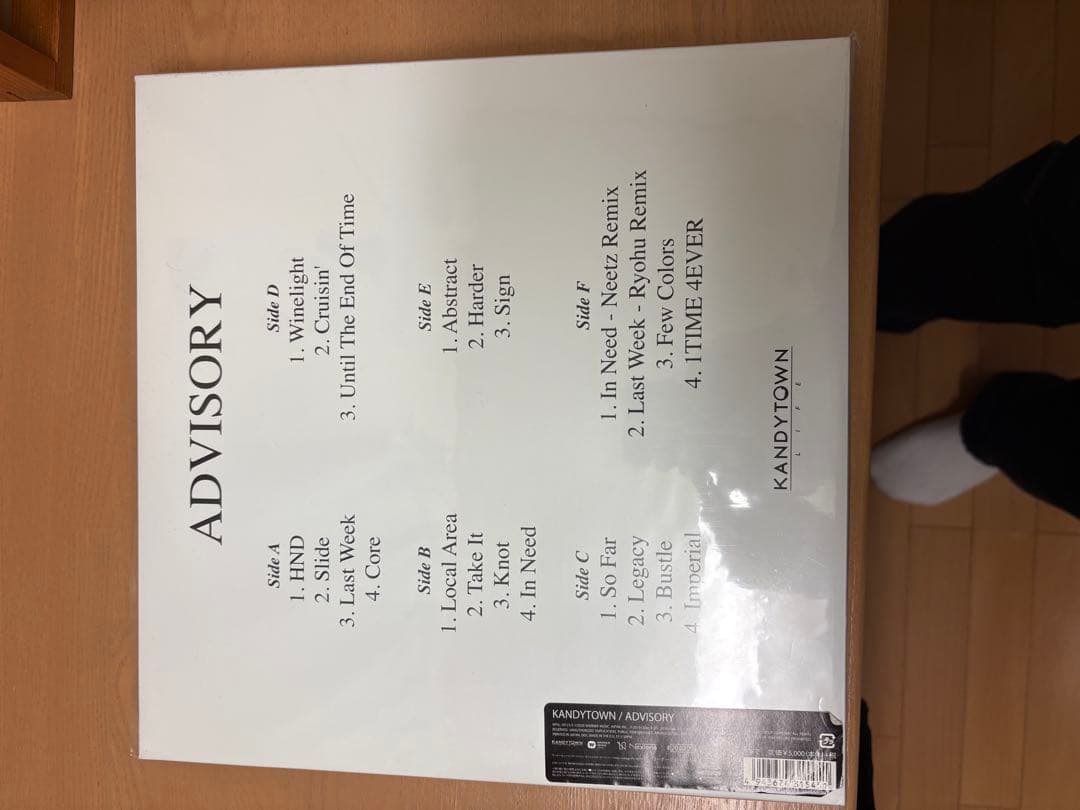 ADVISORY
Side A
1. HND
2. Slide
3. Last Week
4. Core
Side B
1. Local Area
2. Take It
3. Knot
4. In Need
Side C
1. So Far
2. Legacy
3. Bustle
4. Imperial
Side D
1. Winelight
2. Cruisin'
3. Until The End Of Time
Side E
1. Abstract
2. Harder
3. Sign
Side F
1. In Need - Neetz Remix
2. Last Week - Ryohu Remix
3. Few Colors
4. 1TIME 4EVER
KANDYTOWN
LIFE
KANDYTOWN / ADVISORY
KANDYTOWN